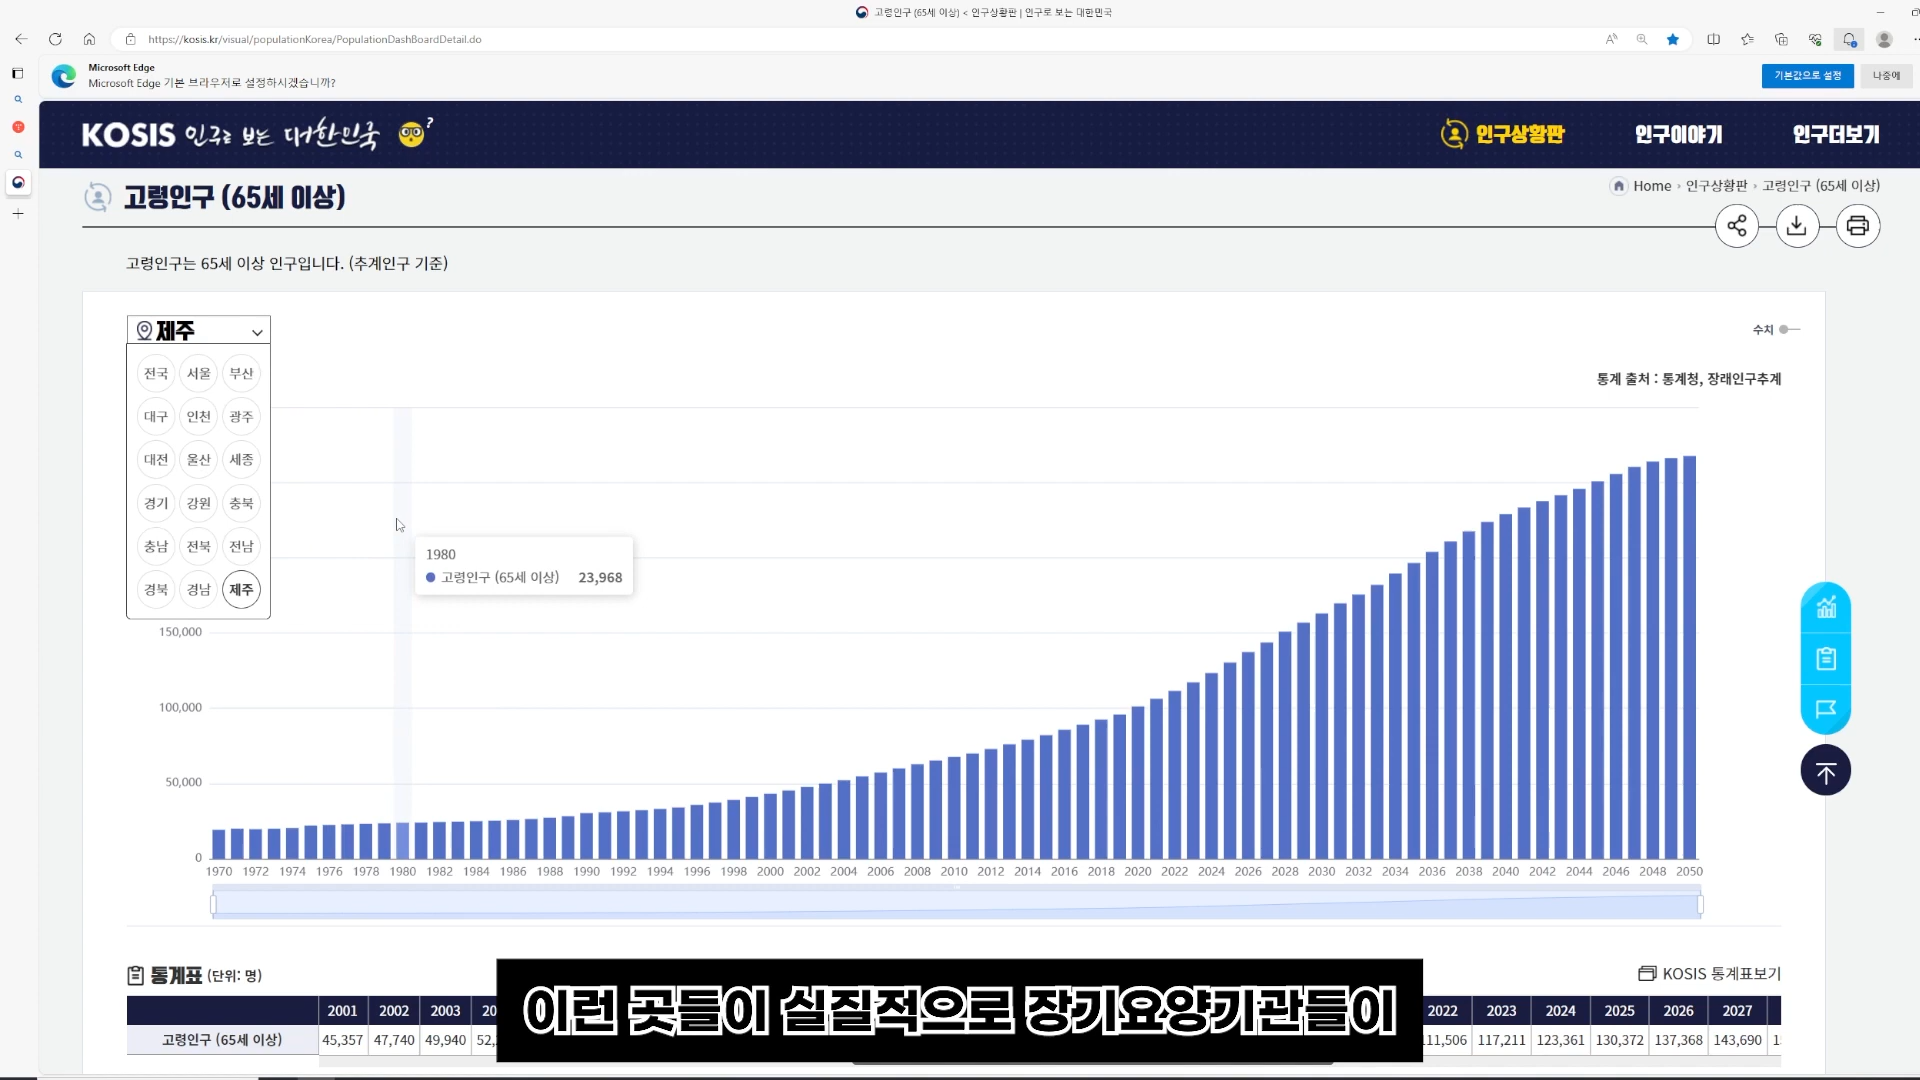 고령인구 (65세 이상) < 인구상황판 | 인구로 보는 대한민국
https://kosis.kr/visual/populationKorea/PopulationDashBoardDetail.do
Microsoft Edge
Microsoft Edge 기본 브라우저로 설정하시겠습니까?
기본값으로 설정
나중에
KOSIS 인구로 보는 대한민국
인구상황판
인구이야기
인구더보기
고령인구 (65세 이상)
Home › 인구상황판 › 고령인구 (65세 이상)
고령인구는 65세 이상 인구입니다. (추계인구 기준)
제주
수치
전국 서울 부산
통계 출처 : 통계청, 장래인구추계
대구 인천 광주
대전 울산 세종
경기 강원 충북
충남 전북 전남
경북 경남 제주
1980
고령인구 (65세 이상) 23,968
150,000
100,000
50,000
0
1970 1972 1974 1976 1978 1980 1982 1984 1986 1988 1990 1992 1994 1996 1998 2000 2002 2004 2006 2008 2010 2012 2014 2016 2018 2020 2022 2024 2026 2028 2030 2032 2034 2036 2038 2040 2042 2044 2046 2048 2050
통계표 (단위: 명)
KOSIS 통계표보기
2001 2002 2003 20 2022 2023 2024 2025 2026 2027
고령인구 (65세 이상) 45,357 47,740 49,940 52, 111,506 117,211 123,361 130,372 137,368 143,690
이런 곳들이 실질적으로 장기요양기관들이